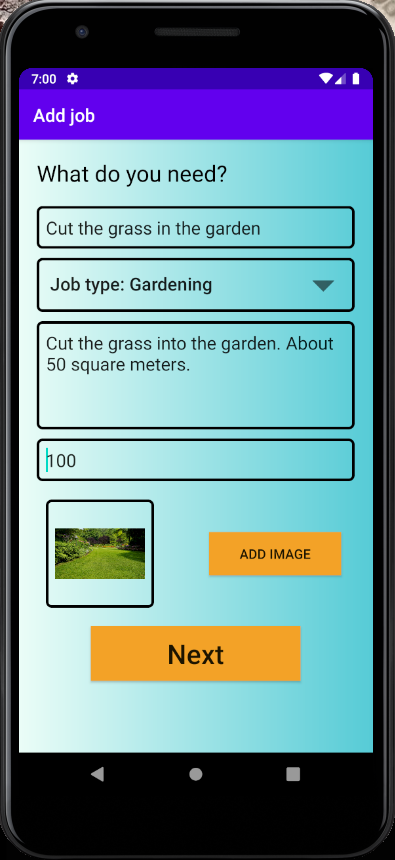 7:00
Add job
What do you need?
Cut the grass in the garden
Job type: Gardening
Cut the grass into the garden. About
50 square meters.
100
ADD IMAGE
Next